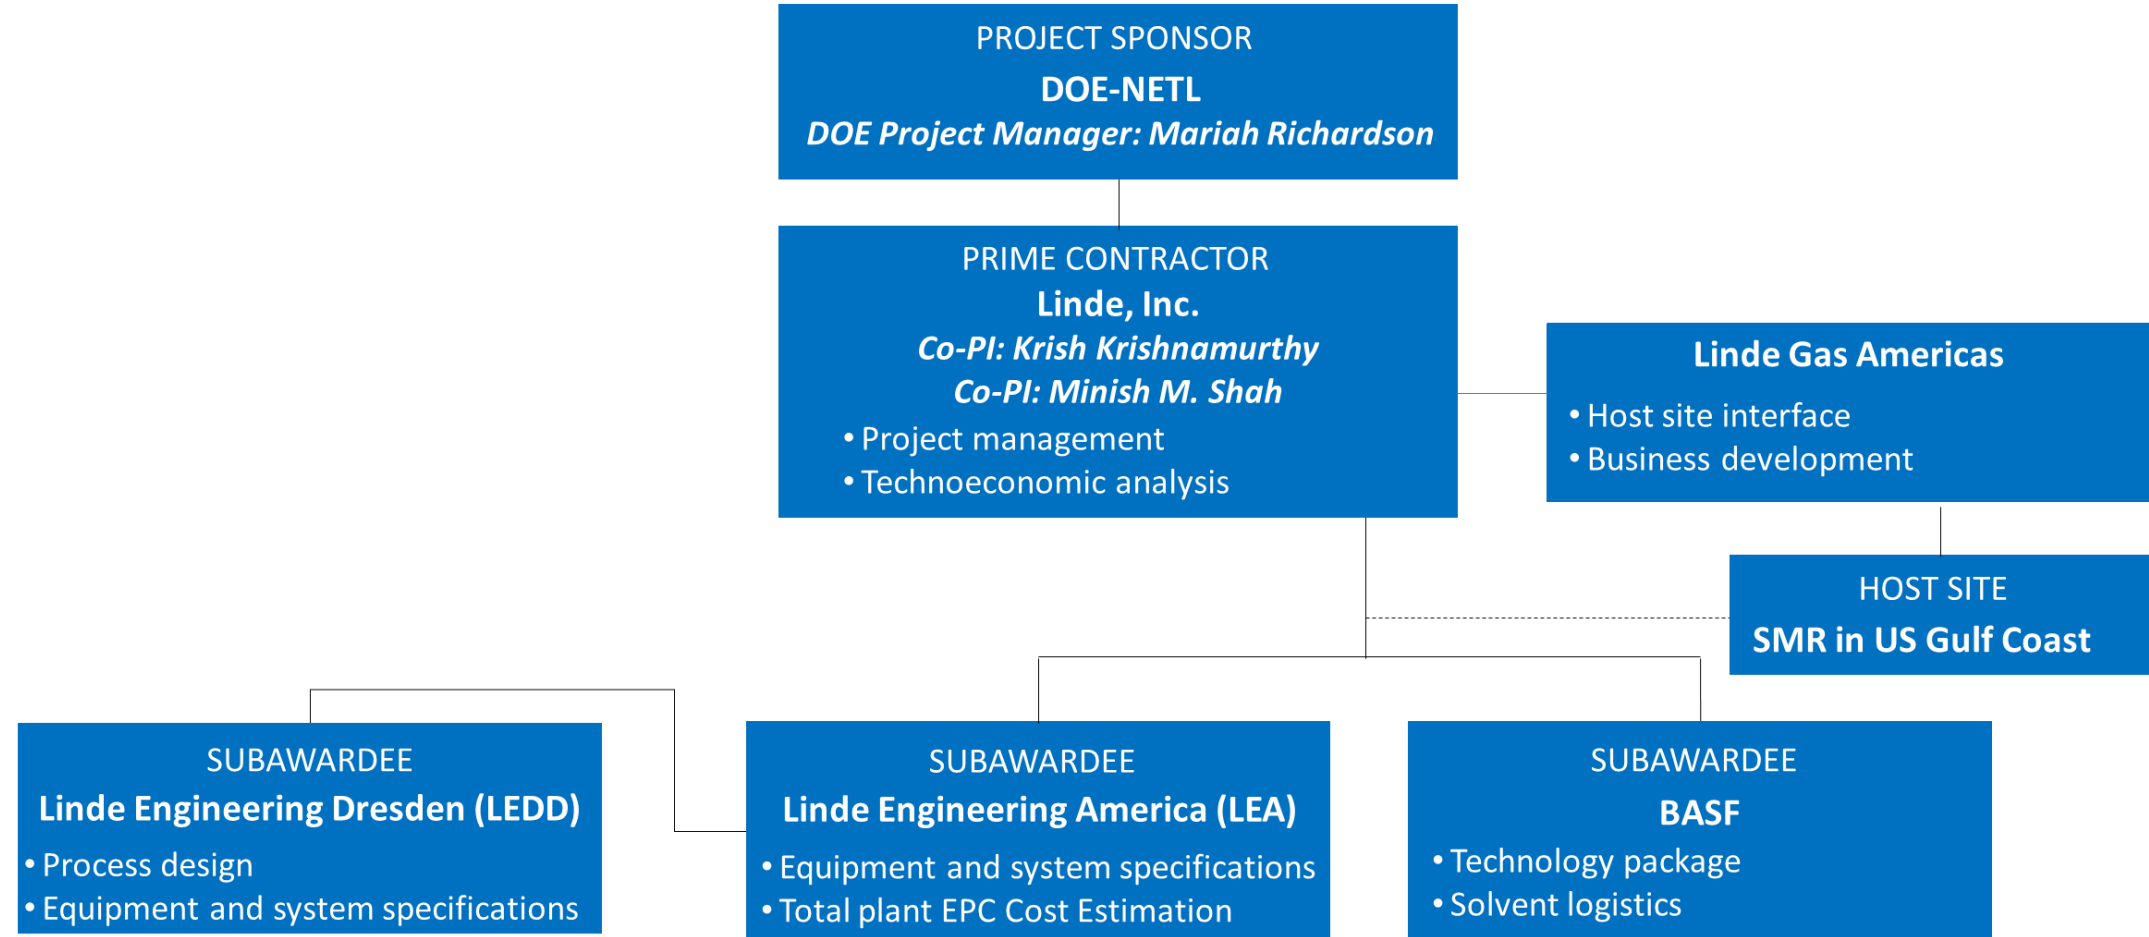 PROJECT SPONSOR
DOE-NETL
DOE Project Manager: Mariah Richardson
PRIME CONTRACTOR
Linde, Inc.
Co-PI: Krish Krishnamurthy
Co-PI: Minish M. Shah
• Project management
• Technoeconomic analysis
Linde Gas Americas
• Host site interface
• Business development
HOST SITE
SMR in US Gulf Coast
SUBAWARDEE
Linde Engineering Dresden (LEDD)
• Process design
• Equipment and system specifications
SUBAWARDEE
Linde Engineering America (LEA)
• Equipment and system specifications
• Total plant EPC Cost Estimation
SUBAWARDEE
BASF
• Technology package
• Solvent logistics